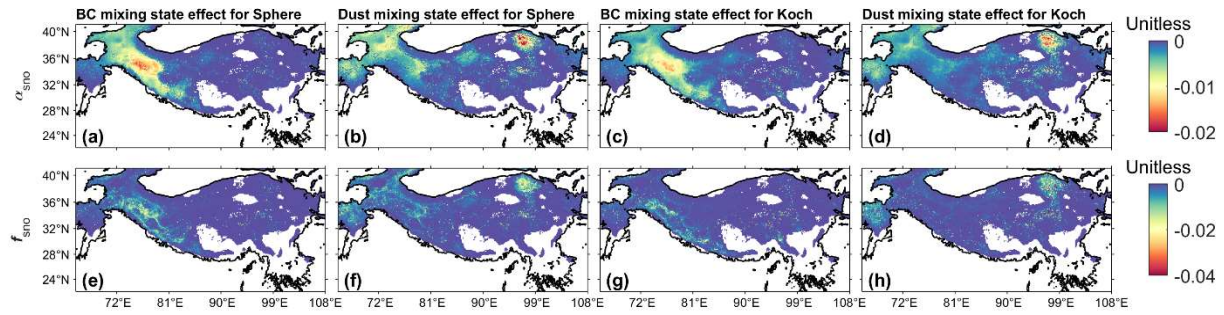 BC mixing state effect for Sphere Dust mixing state effect for Sphere BC mixing state effect for Koch Dust mixing state effect for Koch Unitless
40°N 0
36°N
αsno 32°N -0.01
28°N
24°N (a) (b) (c) (d) -0.02
Unitless
40°N 0
36°N
fsno 32°N -0.02
28°N
24°N (e) (f) (g) (h) -0.04
72°E 81°E 90°E 99°E 108°E 72°E 81°E 90°E 99°E 108°E 72°E 81°E 90°E 99°E 108°E 72°E 81°E 90°E 99°E 108°E